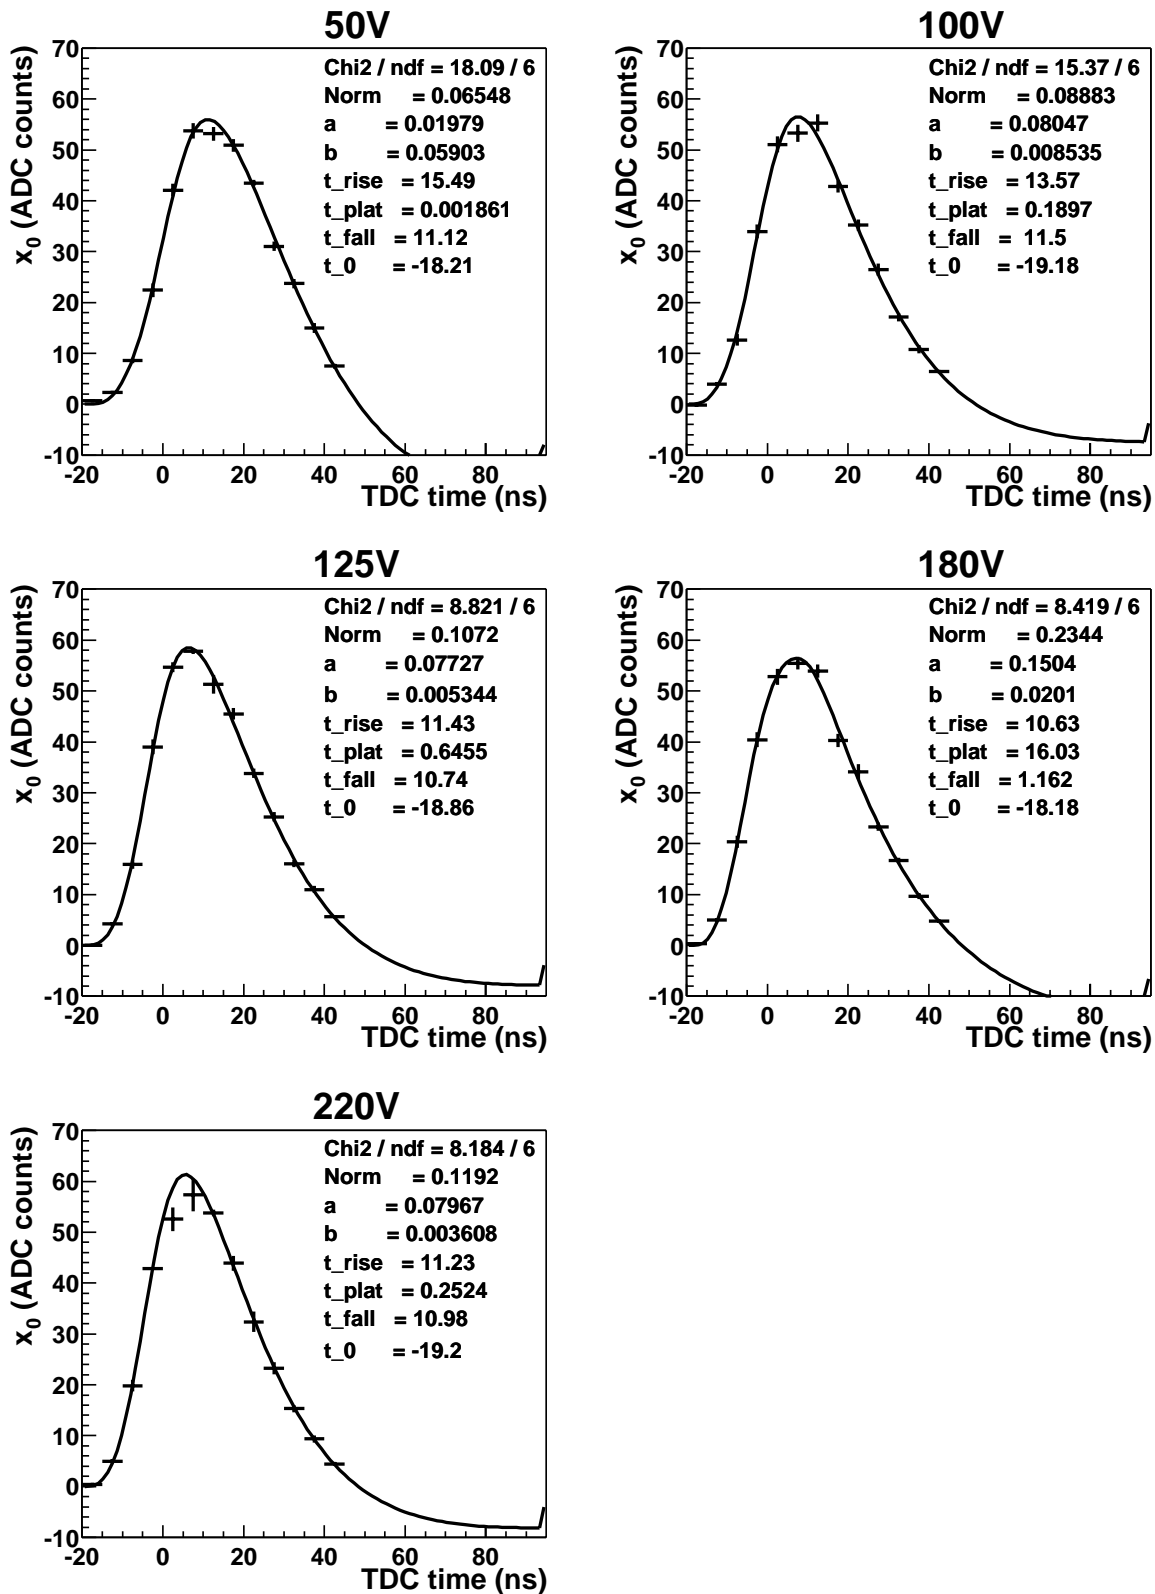 50V
x0 (ADC counts)
70
60
50
40
30
20
10
0
-10
Chi2 / ndf = 18.09 / 6
Norm = 0.06548
a = 0.01979
b = 0.05903
t_rise = 15.49
t_plat = 0.001861
t_fall = 11.12
t_0 = -18.21
-20 0 20 40 60 80
TDC time (ns)
100V
x0 (ADC counts)
70
60
50
40
30
20
10
0
-10
Chi2 / ndf = 15.37 / 6
Norm = 0.08883
a = 0.08047
b = 0.008535
t_rise = 13.57
t_plat = 0.1897
t_fall = 11.5
t_0 = -19.18
-20 0 20 40 60 80
TDC time (ns)
125V
x0 (ADC counts)
70
60
50
40
30
20
10
0
-10
Chi2 / ndf = 8.821 / 6
Norm = 0.1072
a = 0.07727
b = 0.005344
t_rise = 11.43
t_plat = 0.6455
t_fall = 10.74
t_0 = -18.86
-20 0 20 40 60 80
TDC time (ns)
180V
x0 (ADC counts)
70
60
50
40
30
20
10
0
-10
Chi2 / ndf = 8.419 / 6
Norm = 0.2344
a = 0.1504
b = 0.0201
t_rise = 10.63
t_plat = 16.03
t_fall = 1.162
t_0 = -18.18
-20 0 20 40 60 80
TDC time (ns)
220V
x0 (ADC counts)
70
60
50
40
30
20
10
0
-10
Chi2 / ndf = 8.184 / 6
Norm = 0.1192
a = 0.07967
b = 0.003608
t_rise = 11.23
t_plat = 0.2524
t_fall = 10.98
t_0 = -19.2
-20 0 20 40 60 80
TDC time (ns)